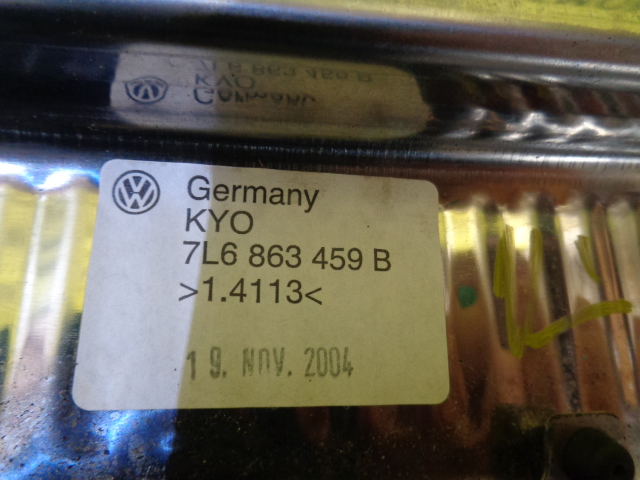 Germany
KYO
7L6 863 459 B
>1.4113<
19. NOV. 2004